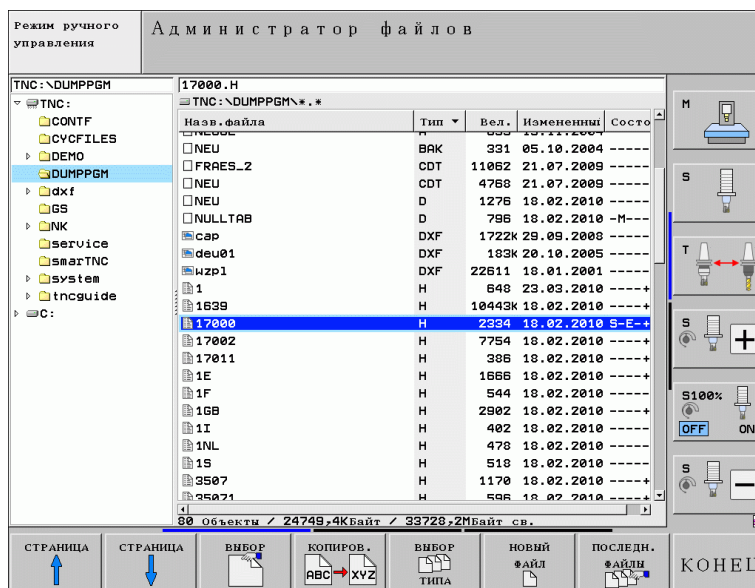 Режим ручного
управления
Администратор файлов
TNC:\DUMPPGM
17000.H
TNC:
CONTF
CYCFILES
DEMO
DUMPPGM
dxf
GS
NK
service
smarTNC
system
tncguide
C:
TNC:\DUMPPGM\*.*
Назв.файла Тип Вел. Измененны Состо
NEU BAK 331 05.10.2004 -----
FRAES_2 CDT 11062 21.07.2009 -----
NEU CDT 4768 21.07.2009 -----
NEU D 1276 18.02.2010 -----
NULLTAB D 796 18.02.2010 -M---
cap DXF 1722K 29.09.2008 -----
deu01 DXF 183K 20.10.2005 -----
wzpl DXF 22611 18.01.2001 -----
1 H 648 23.03.2010 ----+
1639 H 10443K 18.02.2010 ----+
17000 H 2334 18.02.2010 S-E-+
17002 H 7754 18.02.2010 ----+
17011 H 386 18.02.2010 ----+
1E H 1666 18.02.2010 ----+
1F H 544 18.02.2010 -----
1GB H 2902 18.02.2010 ----+
1I H 402 18.02.2010 -----
1NL H 478 18.02.2010 -----
1S H 518 18.02.2010 -----
3507 H 1170 18.02.2010 ----+
35071 H 596 18.02.2010 ----+
80 Объекты / 24749,4КБайт / 33728,2МБайт св.
M
S
T
S
S100%
OFF ON
S
СТРАНИЦА
СТРАНИЦА
ВЫБОР
КОПИРОВ.
ABC XYZ
ВЫБОР
ТИПА
НОВЫЙ
ФАЙЛ
ПОСЛЕДН.
ФАЙЛЫ